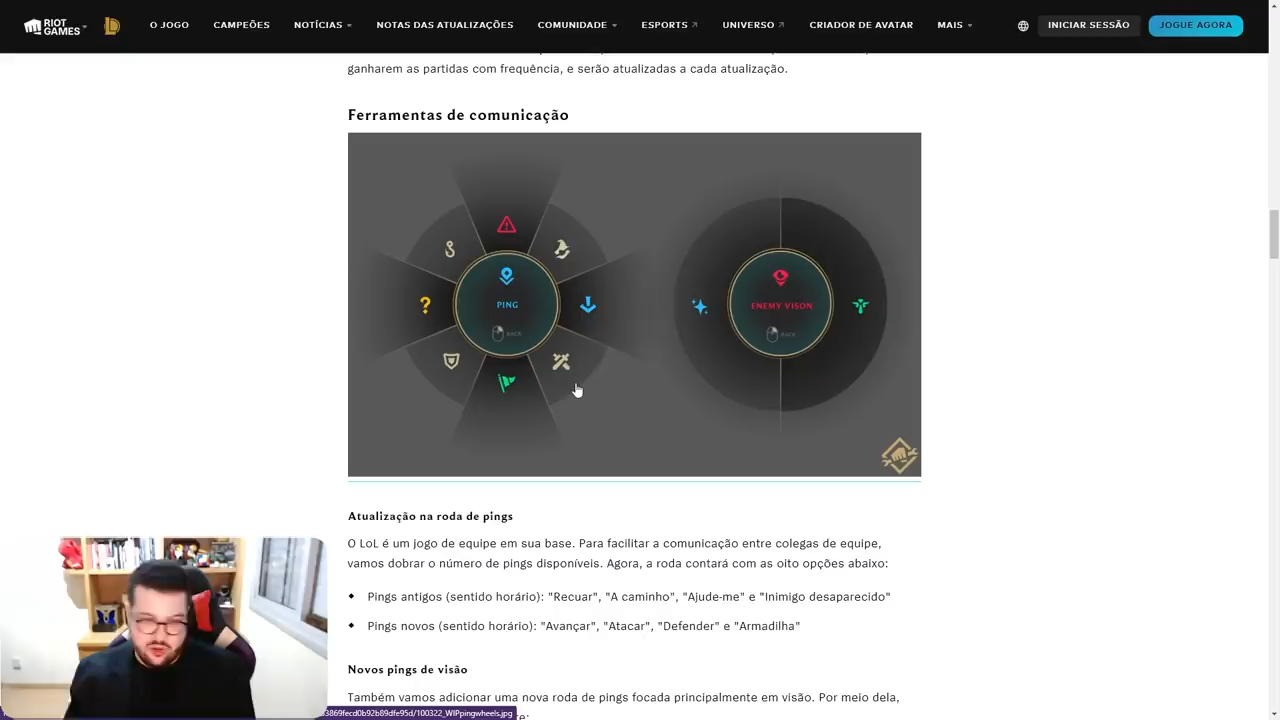 RIOT GAMES
O JOGO
CAMPEÕES
NOTÍCIAS
NOTAS DAS ATUALIZAÇÕES
COMUNIDADE
ESPORTS
UNIVERSO
CRIADOR DE AVATAR
MAIS
INICIAR SESSÃO
JOGUE AGORA
ganharem as partidas com frequência, e serão atualizadas a cada atualização.
Ferramentas de comunicação
PING
BACK
ENEMY VISON
BACK
Atualização na roda de pings
O LoL é um jogo de equipe em sua base. Para facilitar a comunicação entre colegas de equipe,
vamos dobrar o número de pings disponíveis. Agora, a roda contará com as oito opções abaixo:
Pings antigos (sentido horário): "Recuar", "A caminho", "Ajude-me" e "Inimigo desaparecido"
Pings novos (sentido horário): "Avançar", "Atacar", "Defender" e "Armadilha"
Novos pings de visão
Também vamos adicionar uma nova roda de pings focada principalmente em visão. Por meio dela,
3869fecd0b92b89dfe95d/100322_WIPpingwheels.jpg